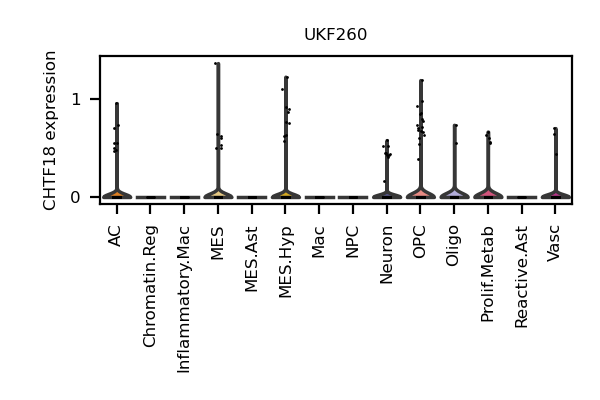 UKF260
CHTF18 expression
1
0
AC
Chromatin.Reg
Inflammatory.Mac
MES
MES.Ast
MES.Hyp
Mac
NPC
Neuron
OPC
Oligo
Prolif.Metab
Reactive.Ast
Vasc